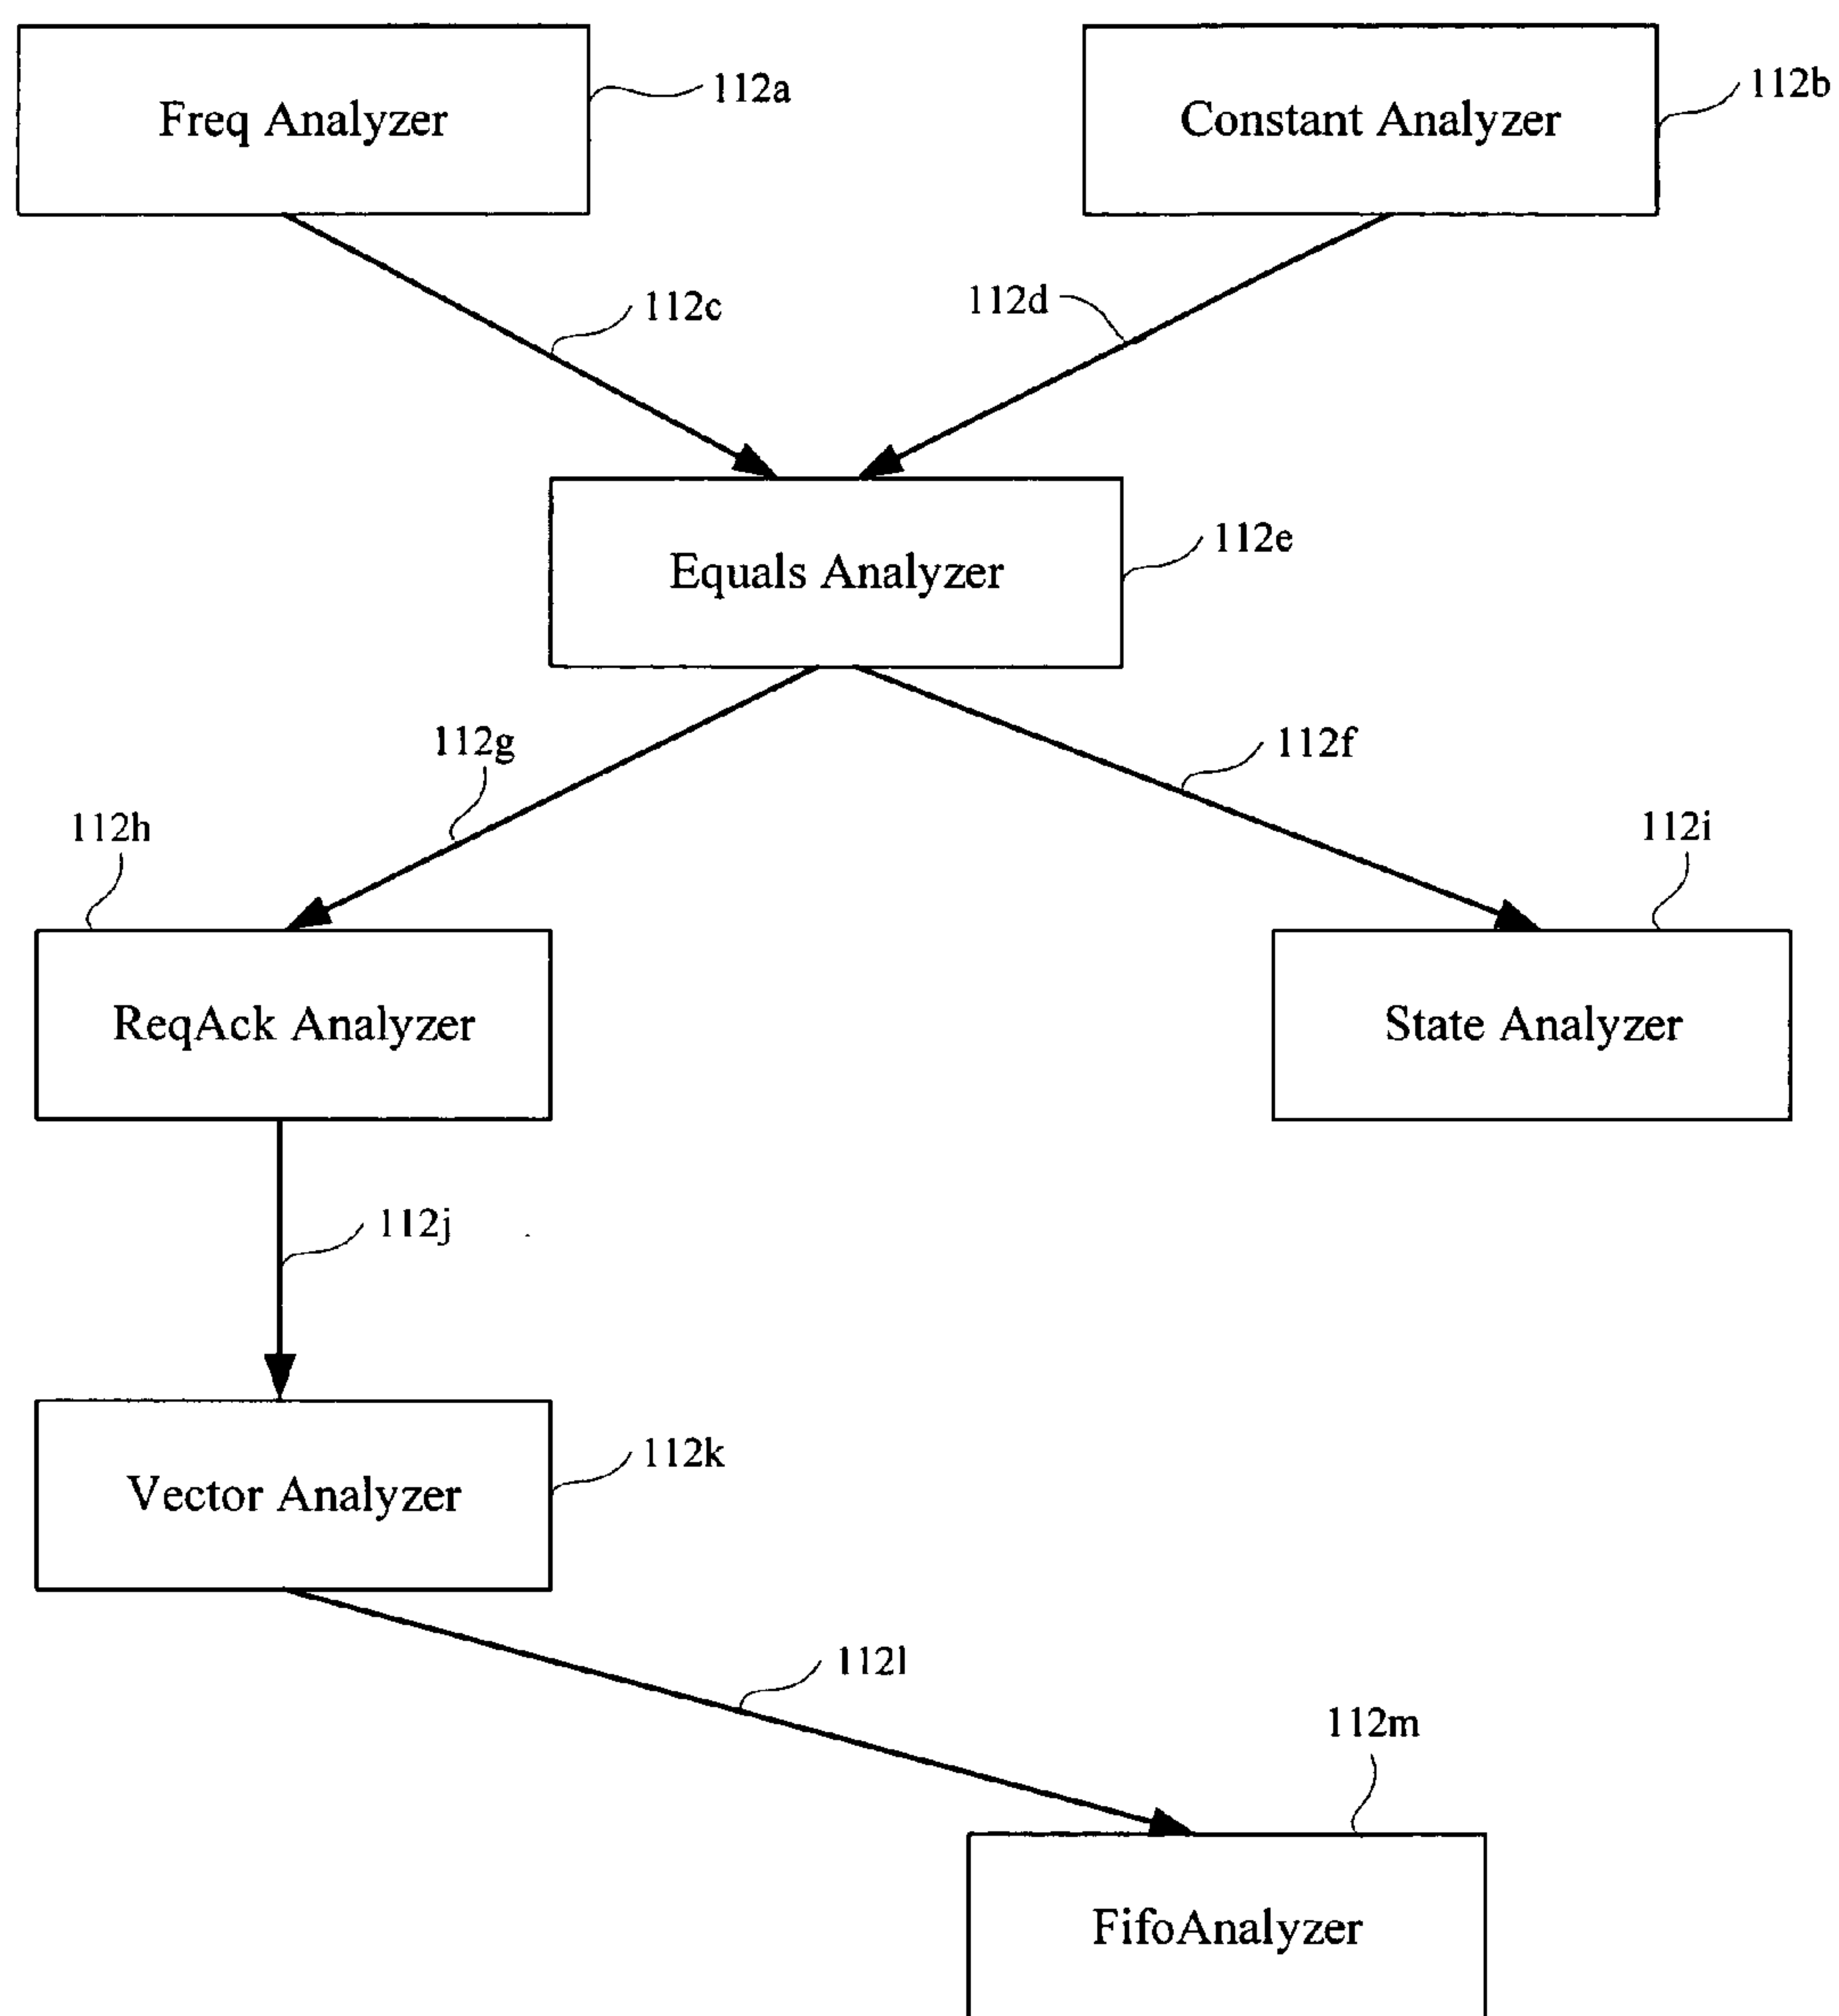 Freq Analyzer
112a
Constant Analyzer
112b
112c
112d
Equals Analyzer
112e
112g
112f
112h
112i
ReqAck Analyzer
State Analyzer
112j
Vector Analyzer
112k
112l
112m
FifoAnalyzer